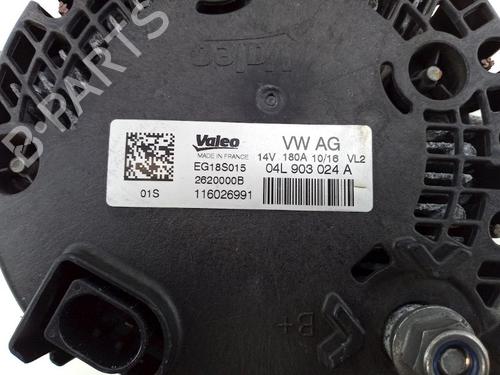 B-PARTS
Valeo
Valeo
VW AG
MADE IN FRANCE
14V 180A 10/16 VL2
EG18S015
04L 903 024 A
2620000B
01S
116026991
B+